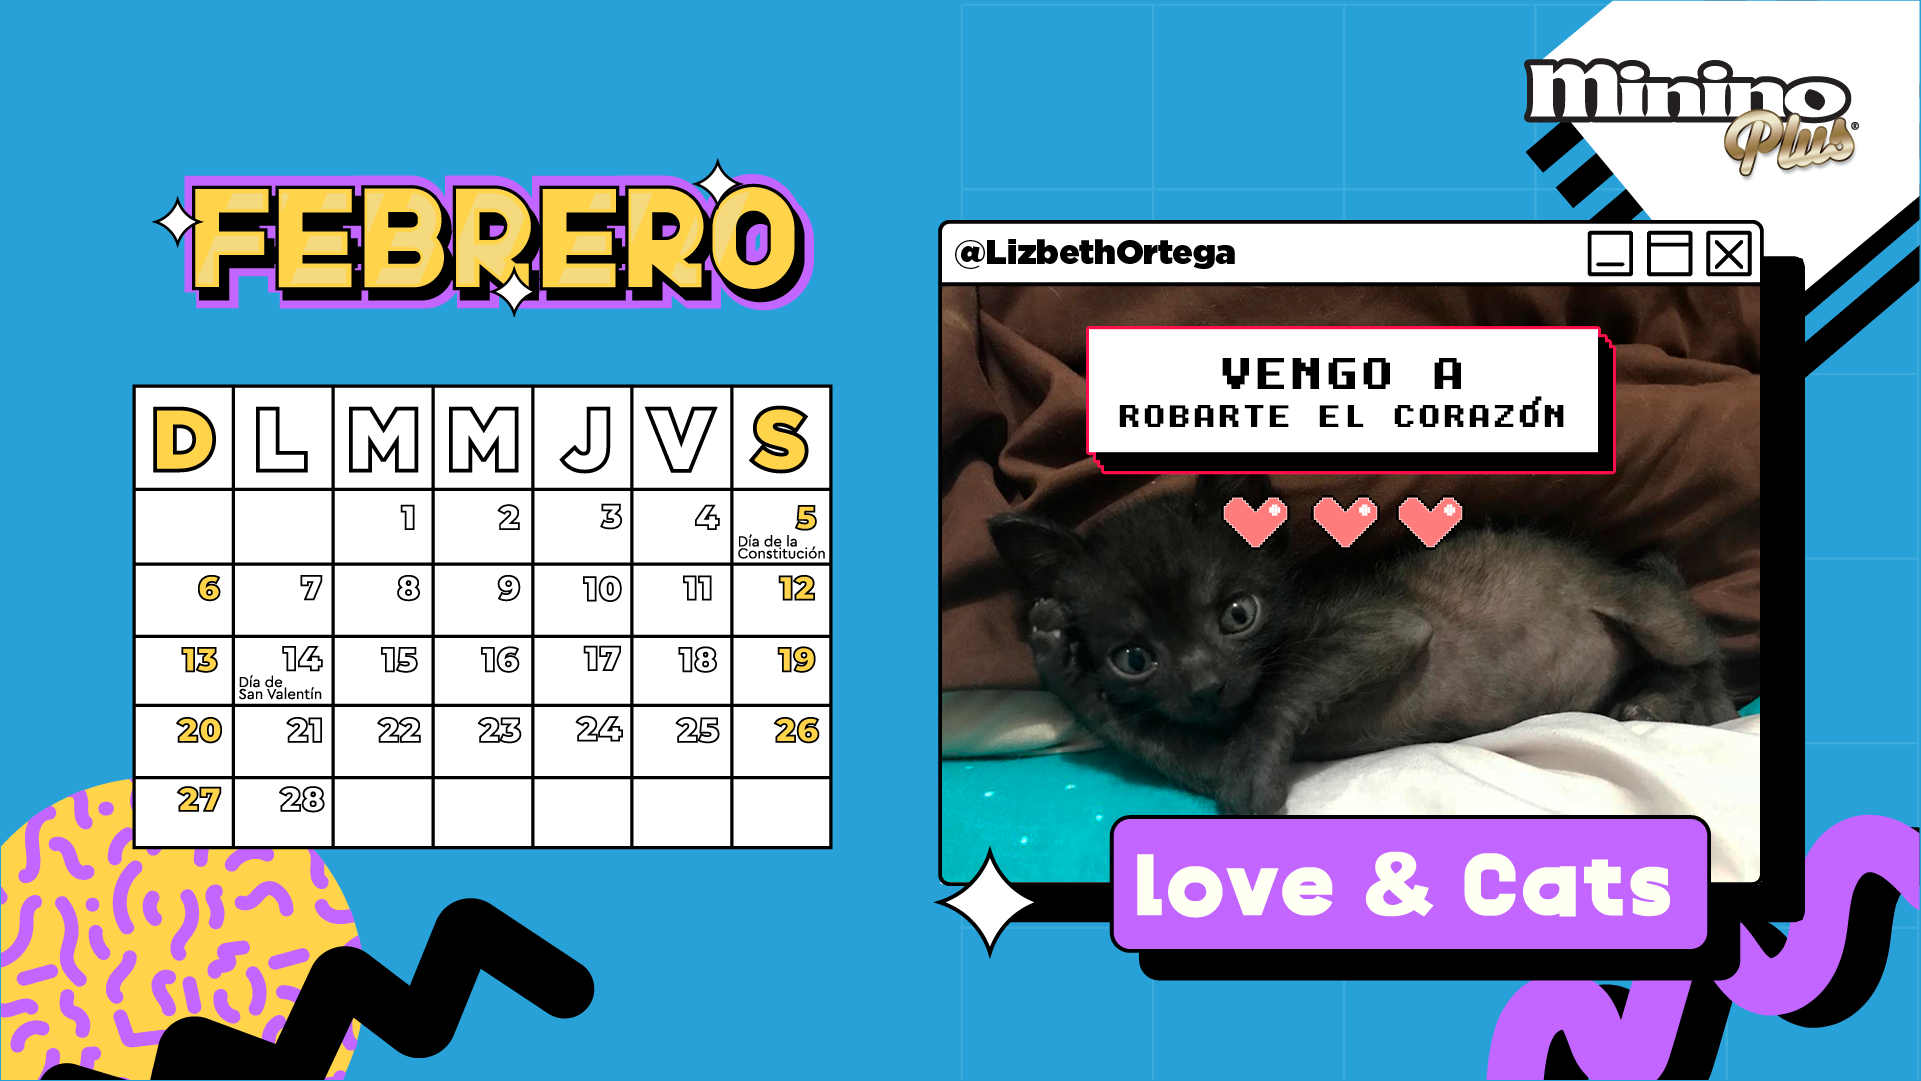 FEBRERO
D L M M J V S
1 2 3 4 5
Día de la
Constitución
6 7 8 9 10 11 12
13 14 15 16 17 18 19
Día de
San Valentín
20 21 22 23 24 25 26
27 28
minino
Plus®
@LizbethOrtega
VENGO A
ROBARTE EL CORAZÓN
Love & Cats